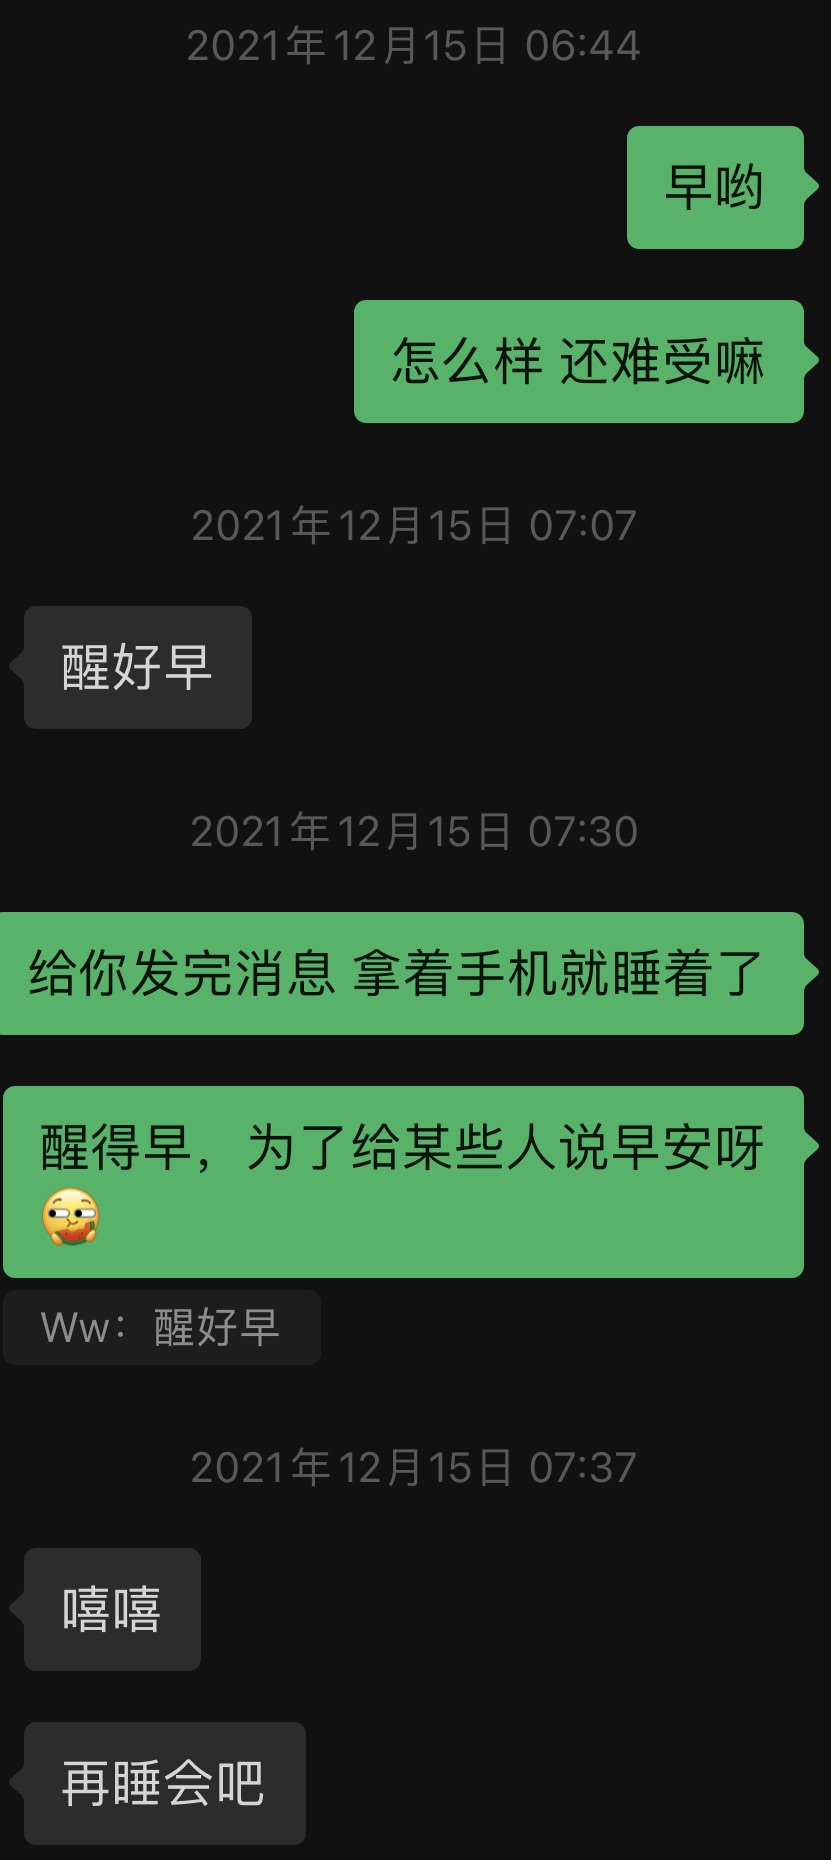 2021年12月15日 06:44
早哟
怎么样 还难受嘛
2021年12月15日 07:07
醒好早
2021年12月15日 07:30
给你发完消息 拿着手机就睡着了
醒得早，为了给某些人说早安呀
Ww：醒好早
2021年12月15日 07:37
嘻嘻
再睡会吧